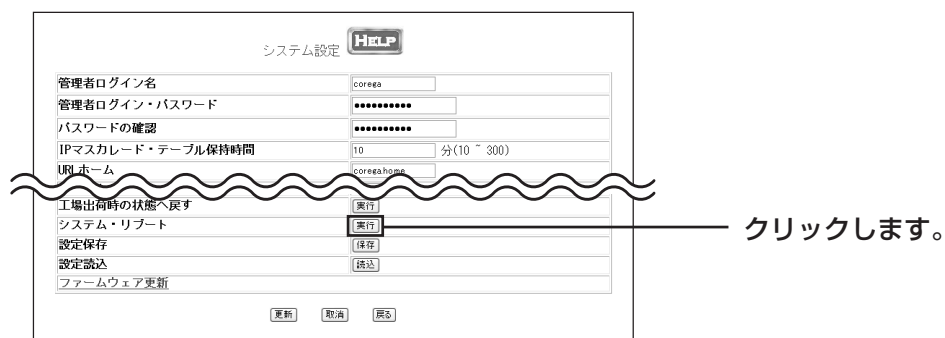 システム設定 HELP
管理者ログイン名 corega
管理者ログイン・パスワード ●●●●●●●●●●
パスワードの確認 ●●●●●●●●●●
IPマスカレード・テーブル保持時間 10 分(10 ~ 300)
URLホーム corega.home
工場出荷時の状態へ戻す 実行
システム・リブート 実行
クリックします。
設定保存 保存
設定読込 読込
ファームウェア更新
更新 取消 戻る